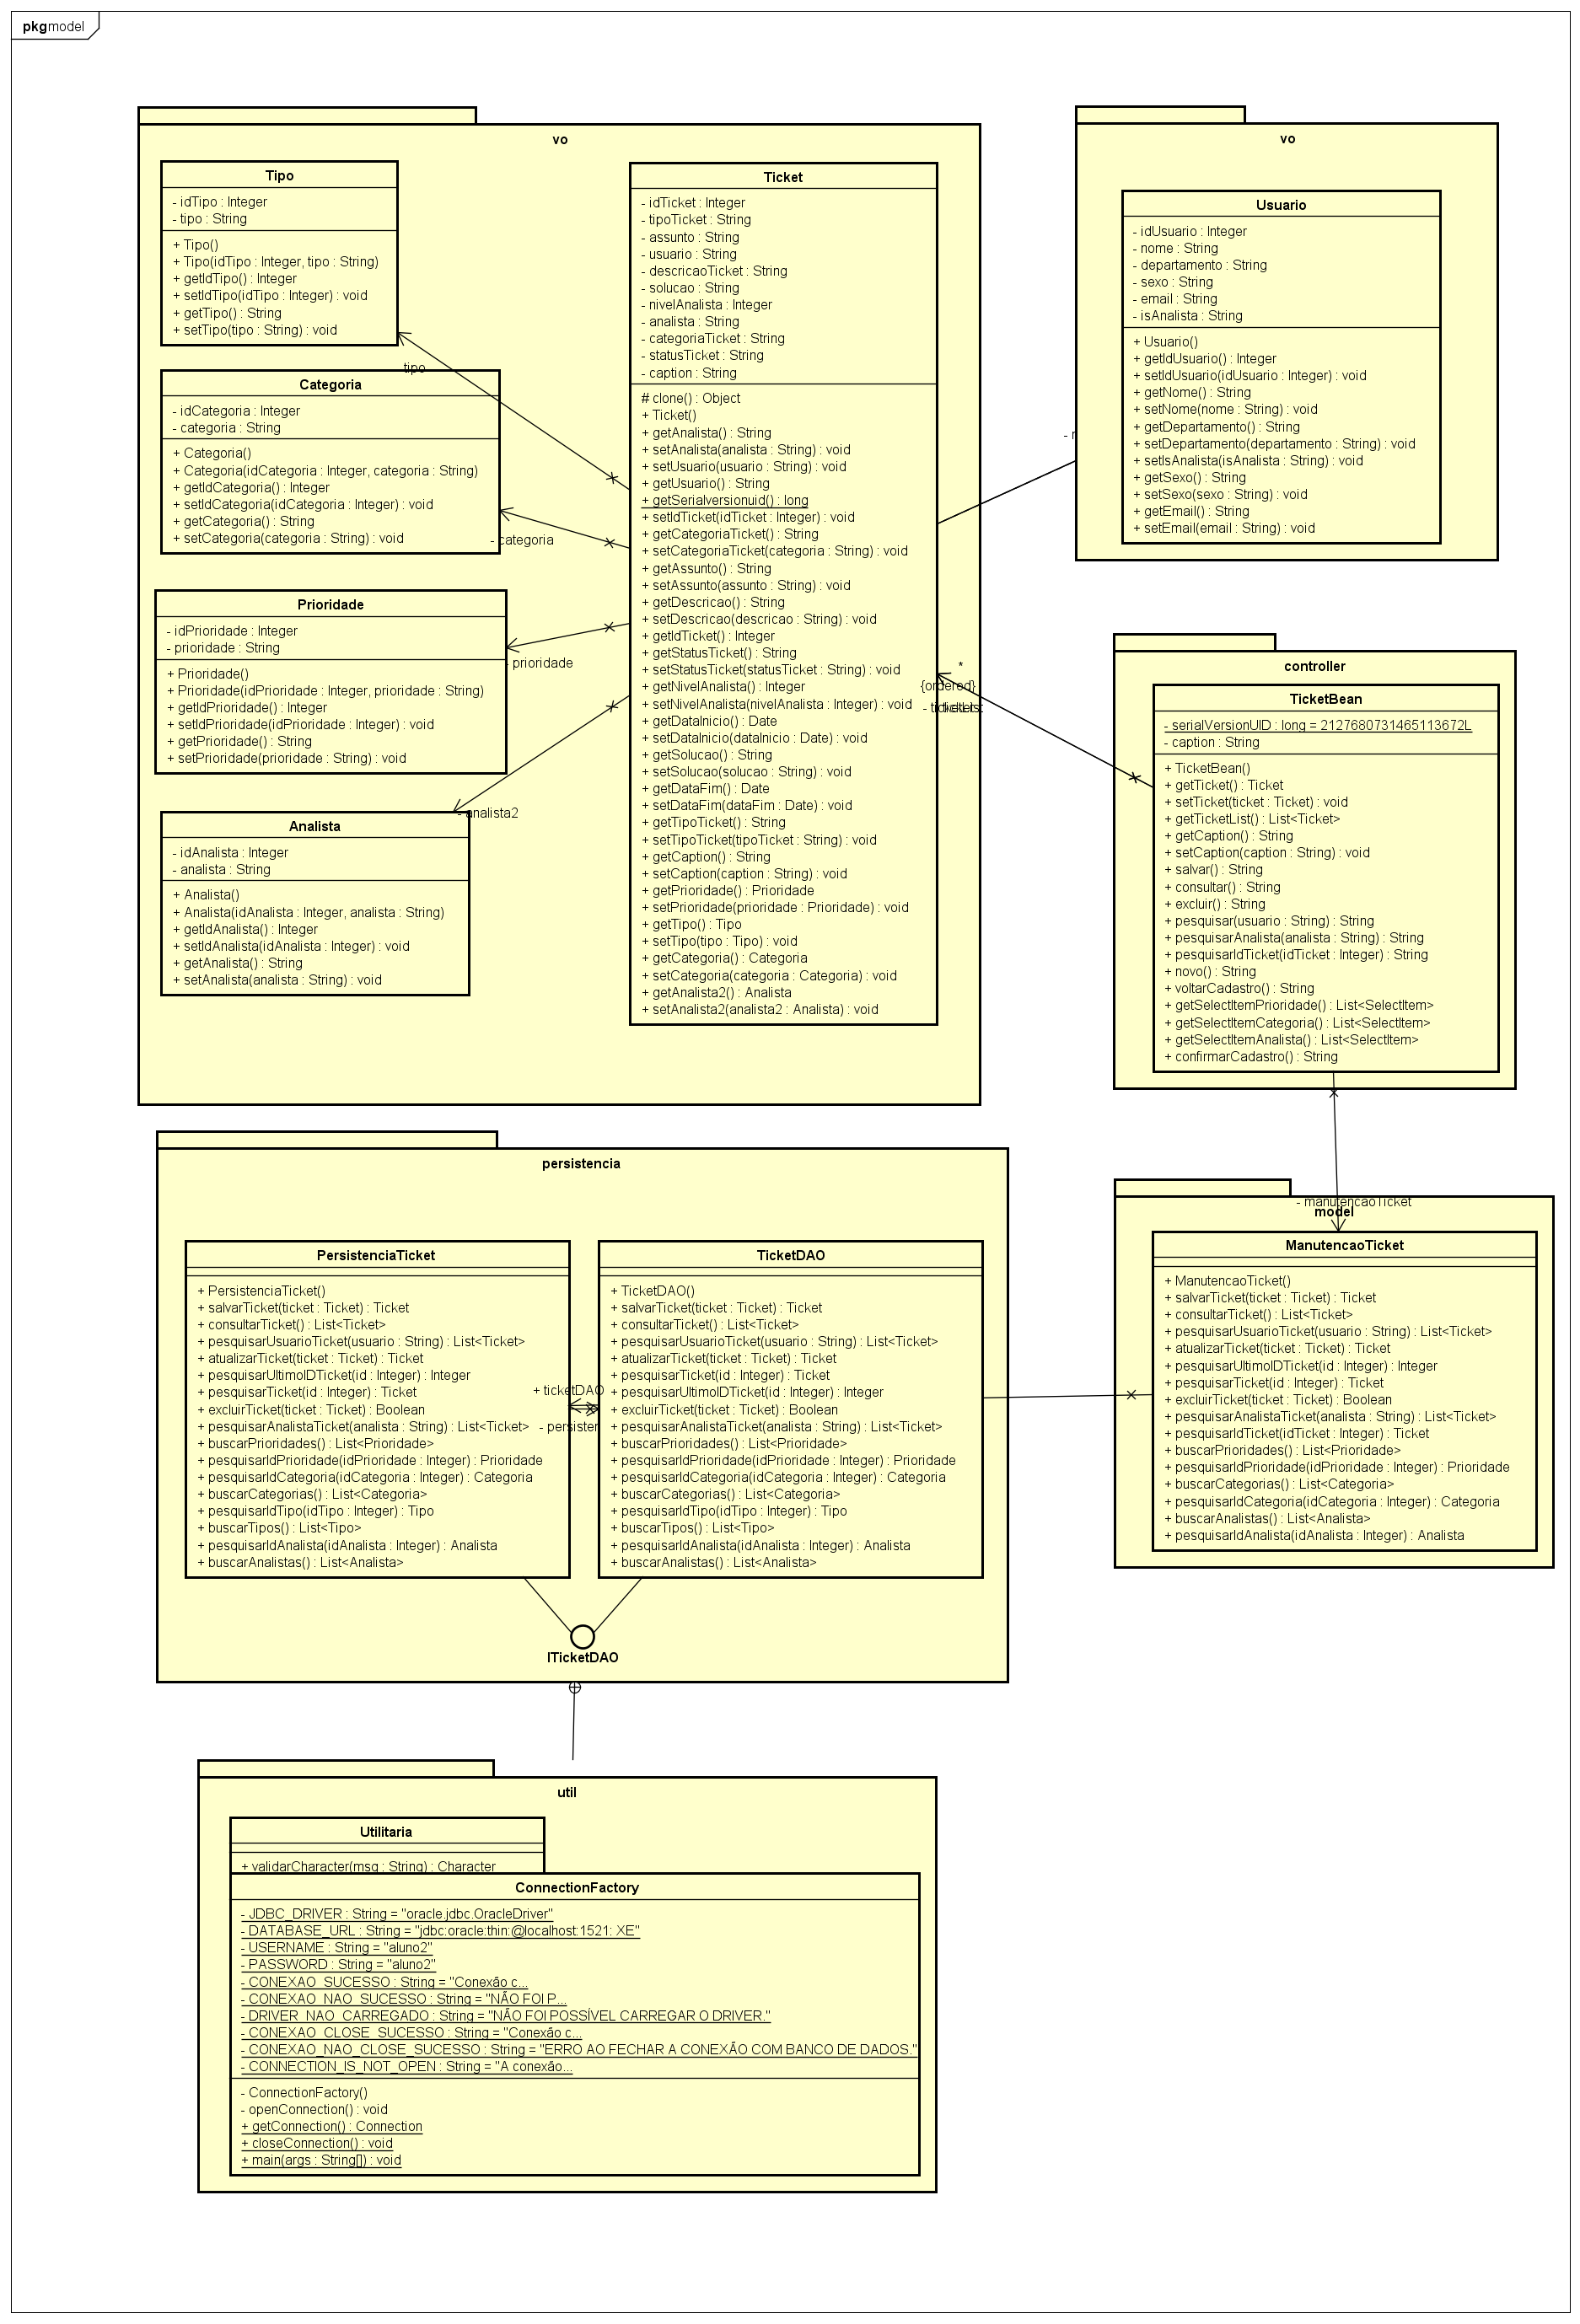 pkg model
vo
Tipo
- idTipo : Integer
- tipo : String
+ Tipo()
+ Tipo(idTipo : Integer, tipo : String)
+ getIdTipo() : Integer
+ setIdTipo(idTipo : Integer) : void
+ getTipo() : String
+ setTipo(tipo : String) : void
tipo
Categoria
- idCategoria : Integer
- categoria : String
+ Categoria()
+ Categoria(idCategoria : Integer, categoria : String)
+ getIdCategoria() : Integer
+ setIdCategoria(idCategoria : Integer) : void
+ getCategoria() : String
+ setCategoria(categoria : String) : void
- categoria
Prioridade
- idPrioridade : Integer
- prioridade : String
+ Prioridade()
+ Prioridade(idPrioridade : Integer, prioridade : String)
+ getIdPrioridade() : Integer
+ setIdPrioridade(idPrioridade : Integer) : void
+ getPrioridade() : String
+ setPrioridade(prioridade : String) : void
- prioridade
Analista
- idAnalista : Integer
- analista : String
+ Analista()
+ Analista(idAnalista : Integer, analista : String)
+ getIdAnalista() : Integer
+ setIdAnalista(idAnalista : Integer) : void
+ getAnalista() : String
+ setAnalista(analista : String) : void
- analista2
Ticket
- idTicket : Integer
- tipoTicket : String
- assunto : String
- usuario : String
- descricaoTicket : String
- solucao : String
- nivelAnalista : Integer
- analista : String
- categoriaTicket : String
- statusTicket : String
- caption : String
# clone() : Object
+ Ticket()
+ getAnalista() : String
+ setAnalista(analista : String) : void
+ setUsuario(usuario : String) : void
+ getUsuario() : String
+ getSerialversionuid() : long
+ setIdTicket(idTicket : Integer) : void
+ getCategoriaTicket() : String
+ setCategoriaTicket(categoria : String) : void
+ getAssunto() : String
+ setAssunto(assunto : String) : void
+ getDescricao() : String
+ setDescricao(descricao : String) : void
+ getIdTicket() : Integer
+ getStatusTicket() : String
+ setStatusTicket(statusTicket : String) : void
+ getNivelAnalista() : Integer
+ setNivelAnalista(nivelAnalista : Integer) : void
+ getDataInicio() : Date
+ setDataInicio(dataInicio : Date) : void
+ getSolucao() : String
+ setSolucao(solucao : String) : void
+ getDataFim() : Date
+ setDataFim(dataFim : Date) : void
+ getTipoTicket() : String
+ setTipoTicket(tipoTicket : String) : void
+ getCaption() : String
+ setCaption(caption : String) : void
+ getPrioridade() : Prioridade
+ setPrioridade(prioridade : Prioridade) : void
+ getTipo() : Tipo
+ setTipo(tipo : Tipo) : void
+ getCategoria() : Categoria
+ setCategoria(categoria : Categoria) : void
+ getAnalista2() : Analista
+ setAnalista2(analista2 : Analista) : void
*
{ordered}
vo
Usuario
- idUsuario : Integer
- nome : String
- departamento : String
- sexo : String
- email : String
- isAnalista : String
+ Usuario()
+ getIdUsuario() : Integer
+ setIdUsuario(idUsuario : Integer) : void
+ getNome() : String
+ setNome(nome : String) : void
+ getDepartamento() : String
+ setDepartamento(departamento : String) : void
+ setIsAnalista(isAnalista : String) : void
+ getSexo() : String
+ setSexo(sexo : String) : void
+ getEmail() : String
+ setEmail(email : String) : void
controller
TicketBean
- serialVersionUID : long = 2127680731465113672L
- caption : String
+ TicketBean()
+ getTicket() : Ticket
+ setTicket(ticket : Ticket) : void
+ getTicketList() : List<Ticket>
+ getCaption() : String
+ setCaption(caption : String) : void
+ salvar() : String
+ consultar() : String
+ excluir() : String
+ pesquisar(usuario : String) : String
+ pesquisarAnalista(analista : String) : String
+ pesquisarIdTicket(idTicket : Integer) : String
+ novo() : String
+ voltarCadastro() : String
+ getSelectItemPrioridade() : List<SelectItem>
+ getSelectItemCategoria() : List<SelectItem>
+ getSelectItemAnalista() : List<SelectItem>
+ confirmarCadastro() : String
- manutencaoTicket
model
ManutencaoTicket
+ ManutencaoTicket()
+ salvarTicket(ticket : Ticket) : Ticket
+ consultarTicket() : List<Ticket>
+ pesquisarUsuarioTicket(usuario : String) : List<Ticket>
+ atualizarTicket(ticket : Ticket) : Ticket
+ pesquisarUltimoIDTicket(id : Integer) : Integer
+ pesquisarTicket(id : Integer) : Ticket
+ excluirTicket(ticket : Ticket) : Boolean
+ pesquisarAnalistaTicket(analista : String) : List<Ticket>
+ pesquisarIdTicket(idTicket : Integer) : Ticket
+ buscarPrioridades() : List<Prioridade>
+ pesquisarIdPrioridade(idPrioridade : Integer) : Prioridade
+ buscarCategorias() : List<Categoria>
+ pesquisarIdCategoria(idCategoria : Integer) : Categoria
+ buscarAnalistas() : List<Analista>
+ pesquisarIdAnalista(idAnalista : Integer) : Analista
persistencia
PersistenciaTicket
+ PersistenciaTicket()
+ salvarTicket(ticket : Ticket) : Ticket
+ consultarTicket() : List<Ticket>
+ pesquisarUsuarioTicket(usuario : String) : List<Ticket>
+ atualizarTicket(ticket : Ticket) : Ticket
+ pesquisarUltimoIDTicket(id : Integer) : Integer
+ pesquisarTicket(id : Integer) : Ticket
+ excluirTicket(ticket : Ticket) : Boolean
+ pesquisarAnalistaTicket(analista : String) : List<Ticket>
+ buscarPrioridades() : List<Prioridade>
+ pesquisarIdPrioridade(idPrioridade : Integer) : Prioridade
+ pesquisarIdCategoria(idCategoria : Integer) : Categoria
+ buscarCategorias() : List<Categoria>
+ pesquisarIdTipo(idTipo : Integer) : Tipo
+ buscarTipos() : List<Tipo>
+ pesquisarIdAnalista(idAnalista : Integer) : Analista
+ buscarAnalistas() : List<Analista>
+ ticketDAO
- persisten
TicketDAO
+ TicketDAO()
+ salvarTicket(ticket : Ticket) : Ticket
+ consultarTicket() : List<Ticket>
+ pesquisarUsuarioTicket(usuario : String) : List<Ticket>
+ atualizarTicket(ticket : Ticket) : Ticket
+ pesquisarTicket(id : Integer) : Ticket
+ pesquisarUltimoIDTicket(id : Integer) : Integer
+ excluirTicket(ticket : Ticket) : Boolean
+ pesquisarAnalistaTicket(analista : String) : List<Ticket>
+ buscarPrioridades() : List<Prioridade>
+ pesquisarIdPrioridade(idPrioridade : Integer) : Prioridade
+ pesquisarIdCategoria(idCategoria : Integer) : Categoria
+ buscarCategorias() : List<Categoria>
+ pesquisarIdTipo(idTipo : Integer) : Tipo
+ buscarTipos() : List<Tipo>
+ pesquisarIdAnalista(idAnalista : Integer) : Analista
+ buscarAnalistas() : List<Analista>
ITicketDAO
util
Utilitaria
+ validarCharacter(msg : String) : Character
ConnectionFactory
- JDBC_DRIVER : String = "oracle.jdbc.OracleDriver"
- DATABASE_URL : String = "jdbc:oracle:thin:@localhost:1521: XE"
- USERNAME : String = "aluno2"
- PASSWORD : String = "aluno2"
- CONEXAO_SUCESSO : String = "Conexão c...
- CONEXAO_NAO_SUCESSO : String = "NÃO FOI P...
- DRIVER_NAO_CARREGADO : String = "NÃO FOI POSSÍVEL CARREGAR O DRIVER."
- CONEXAO_CLOSE_SUCESSO : String = "Conexão c...
- CONEXAO_NAO_CLOSE_SUCESSO : String = "ERRO AO FECHAR A CONEXÃO COM BANCO DE DADOS."
- CONNECTION_IS_NOT_OPEN : String = "A conexão...
- ConnectionFactory()
- openConnection() : void
+ getConnection() : Connection
+ closeConnection() : void
+ main(args : String[]) : void